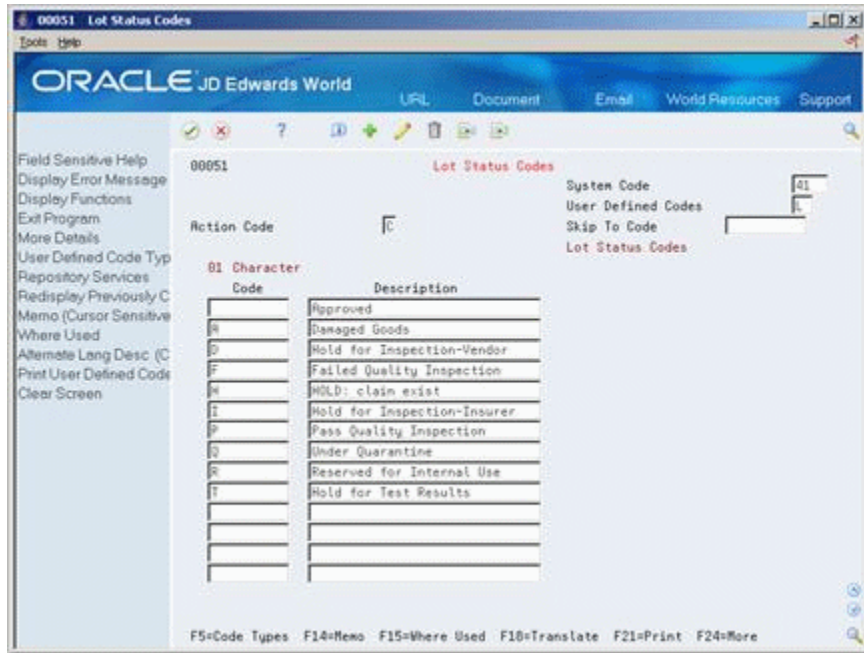 00051 Lot Status Codes
Tools Help
ORACLE JD Edwards World
URL Document Email World Resources Support
Field Sensitive Help
Display Error Message
Display Functions
Exit Program
More Details
User Defined Code Typ
Repository Services
Redisplay Previously C
Memo (Cursor Sensitive
Where Used
Alternate Lang Desc (C
Print User Defined Code
Clear Screen
00051 Lot Status Codes
System Code 41
User Defined Codes L
Action Code C Skip To Code
Lot Status Codes
01 Character
Code Description
Approved
A Damaged Goods
D Hold for Inspection-Vendor
F Failed Quality Inspection
H HOLD: clain exist
I Hold for Inspection-Insurer
P Pass Quality Inspection
Q Under Quarantine
R Reserved for Internal Use
T Hold for Test Results
F5=Code Types F14=Memo F15=Where Used F18=Translate F21=Print F24=More